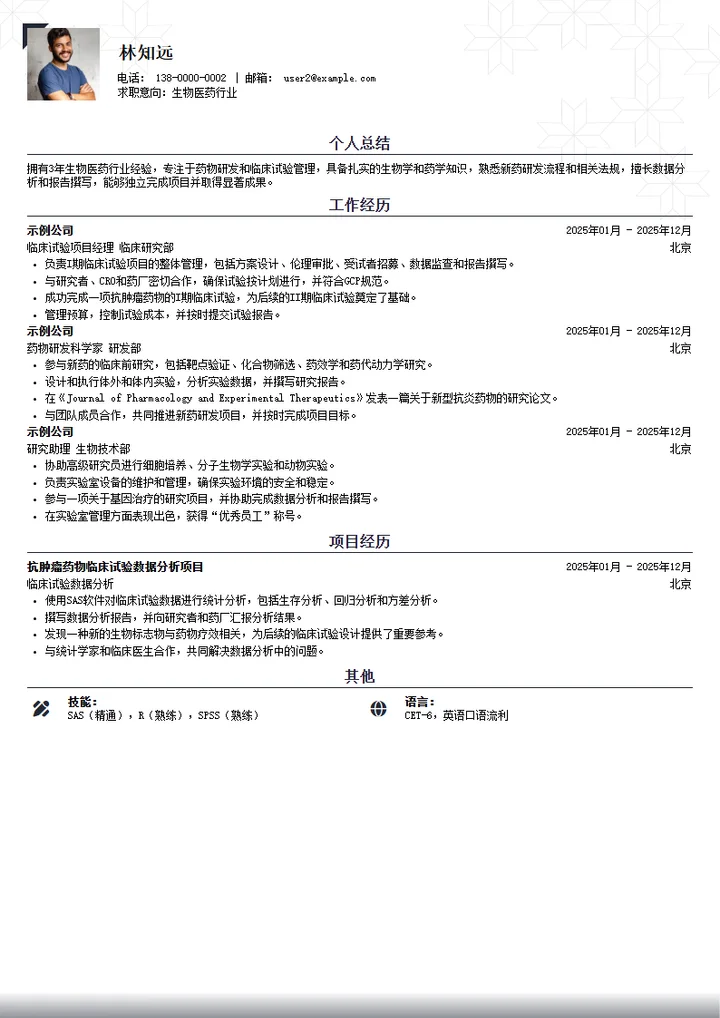 林知远
电话: 138-0000-0002 | 邮箱: user2@example.com
求职意向: 生物医药行业
个人总结
拥有3年生物医药行业经验，专注于药物研发和临床试验管理，具备扎实的生物学和药学知识，熟悉新药研发流程和相关法规，擅长数据分
析和报告撰写，能够独立完成项目并取得显著成果。
工作经历
示例公司 2025年01月 - 2025年12月
临床试验项目经理 临床研究部 北京
• 负责I期临床试验项目的整体管理，包括方案设计、伦理审批、受试者招募、数据监查和报告撰写。
• 与研究者、CRO和药厂密切合作，确保试验按计划进行，并符合GCP规范。
• 成功完成一项抗肿瘤药物的I期临床试验，为后续的II期临床试验奠定了基础。
• 管理预算，控制试验成本，并按时提交试验报告。
示例公司 2025年01月 - 2025年12月
药物研发科学家 研发部 北京
• 参与新药的临床前研究，包括靶点验证、化合物筛选、药效学和药代动力学研究。
• 设计和执行体外和体内实验，分析实验数据，并撰写研究报告。
• 在《Journal of Pharmacology and Experimental Therapeutics》发表一篇关于新型抗炎药物的研究论文。
• 与团队成员合作，共同推进新药研发项目，并按时完成项目目标。
示例公司 2025年01月 - 2025年12月
研究助理 生物技术部 北京
• 协助高级研究员进行细胞培养、分子生物学实验和动物实验。
• 负责实验室设备的维护和管理，确保实验环境的安全和稳定。
• 参与一项关于基因治疗的研究项目，并协助完成数据分析和报告撰写。
• 在实验室管理方面表现出色，获得“优秀员工”称号。
项目经历
抗肿瘤药物临床试验数据分析项目 2025年01月 - 2025年12月
临床试验数据分析 北京
• 使用SAS软件对临床试验数据进行统计分析，包括生存分析、回归分析和方差分析。
• 撰写数据分析报告，并向研究者和药厂汇报分析结果。
• 发现一种新的生物标志物与药物疗效相关，为后续的临床试验设计提供了重要参考。
• 与统计学家和临床医生合作，共同解决数据分析中的问题。
其他
技能:
SAS（精通），R（熟练），SPSS（熟练）
语言:
CET-6，英语口语流利